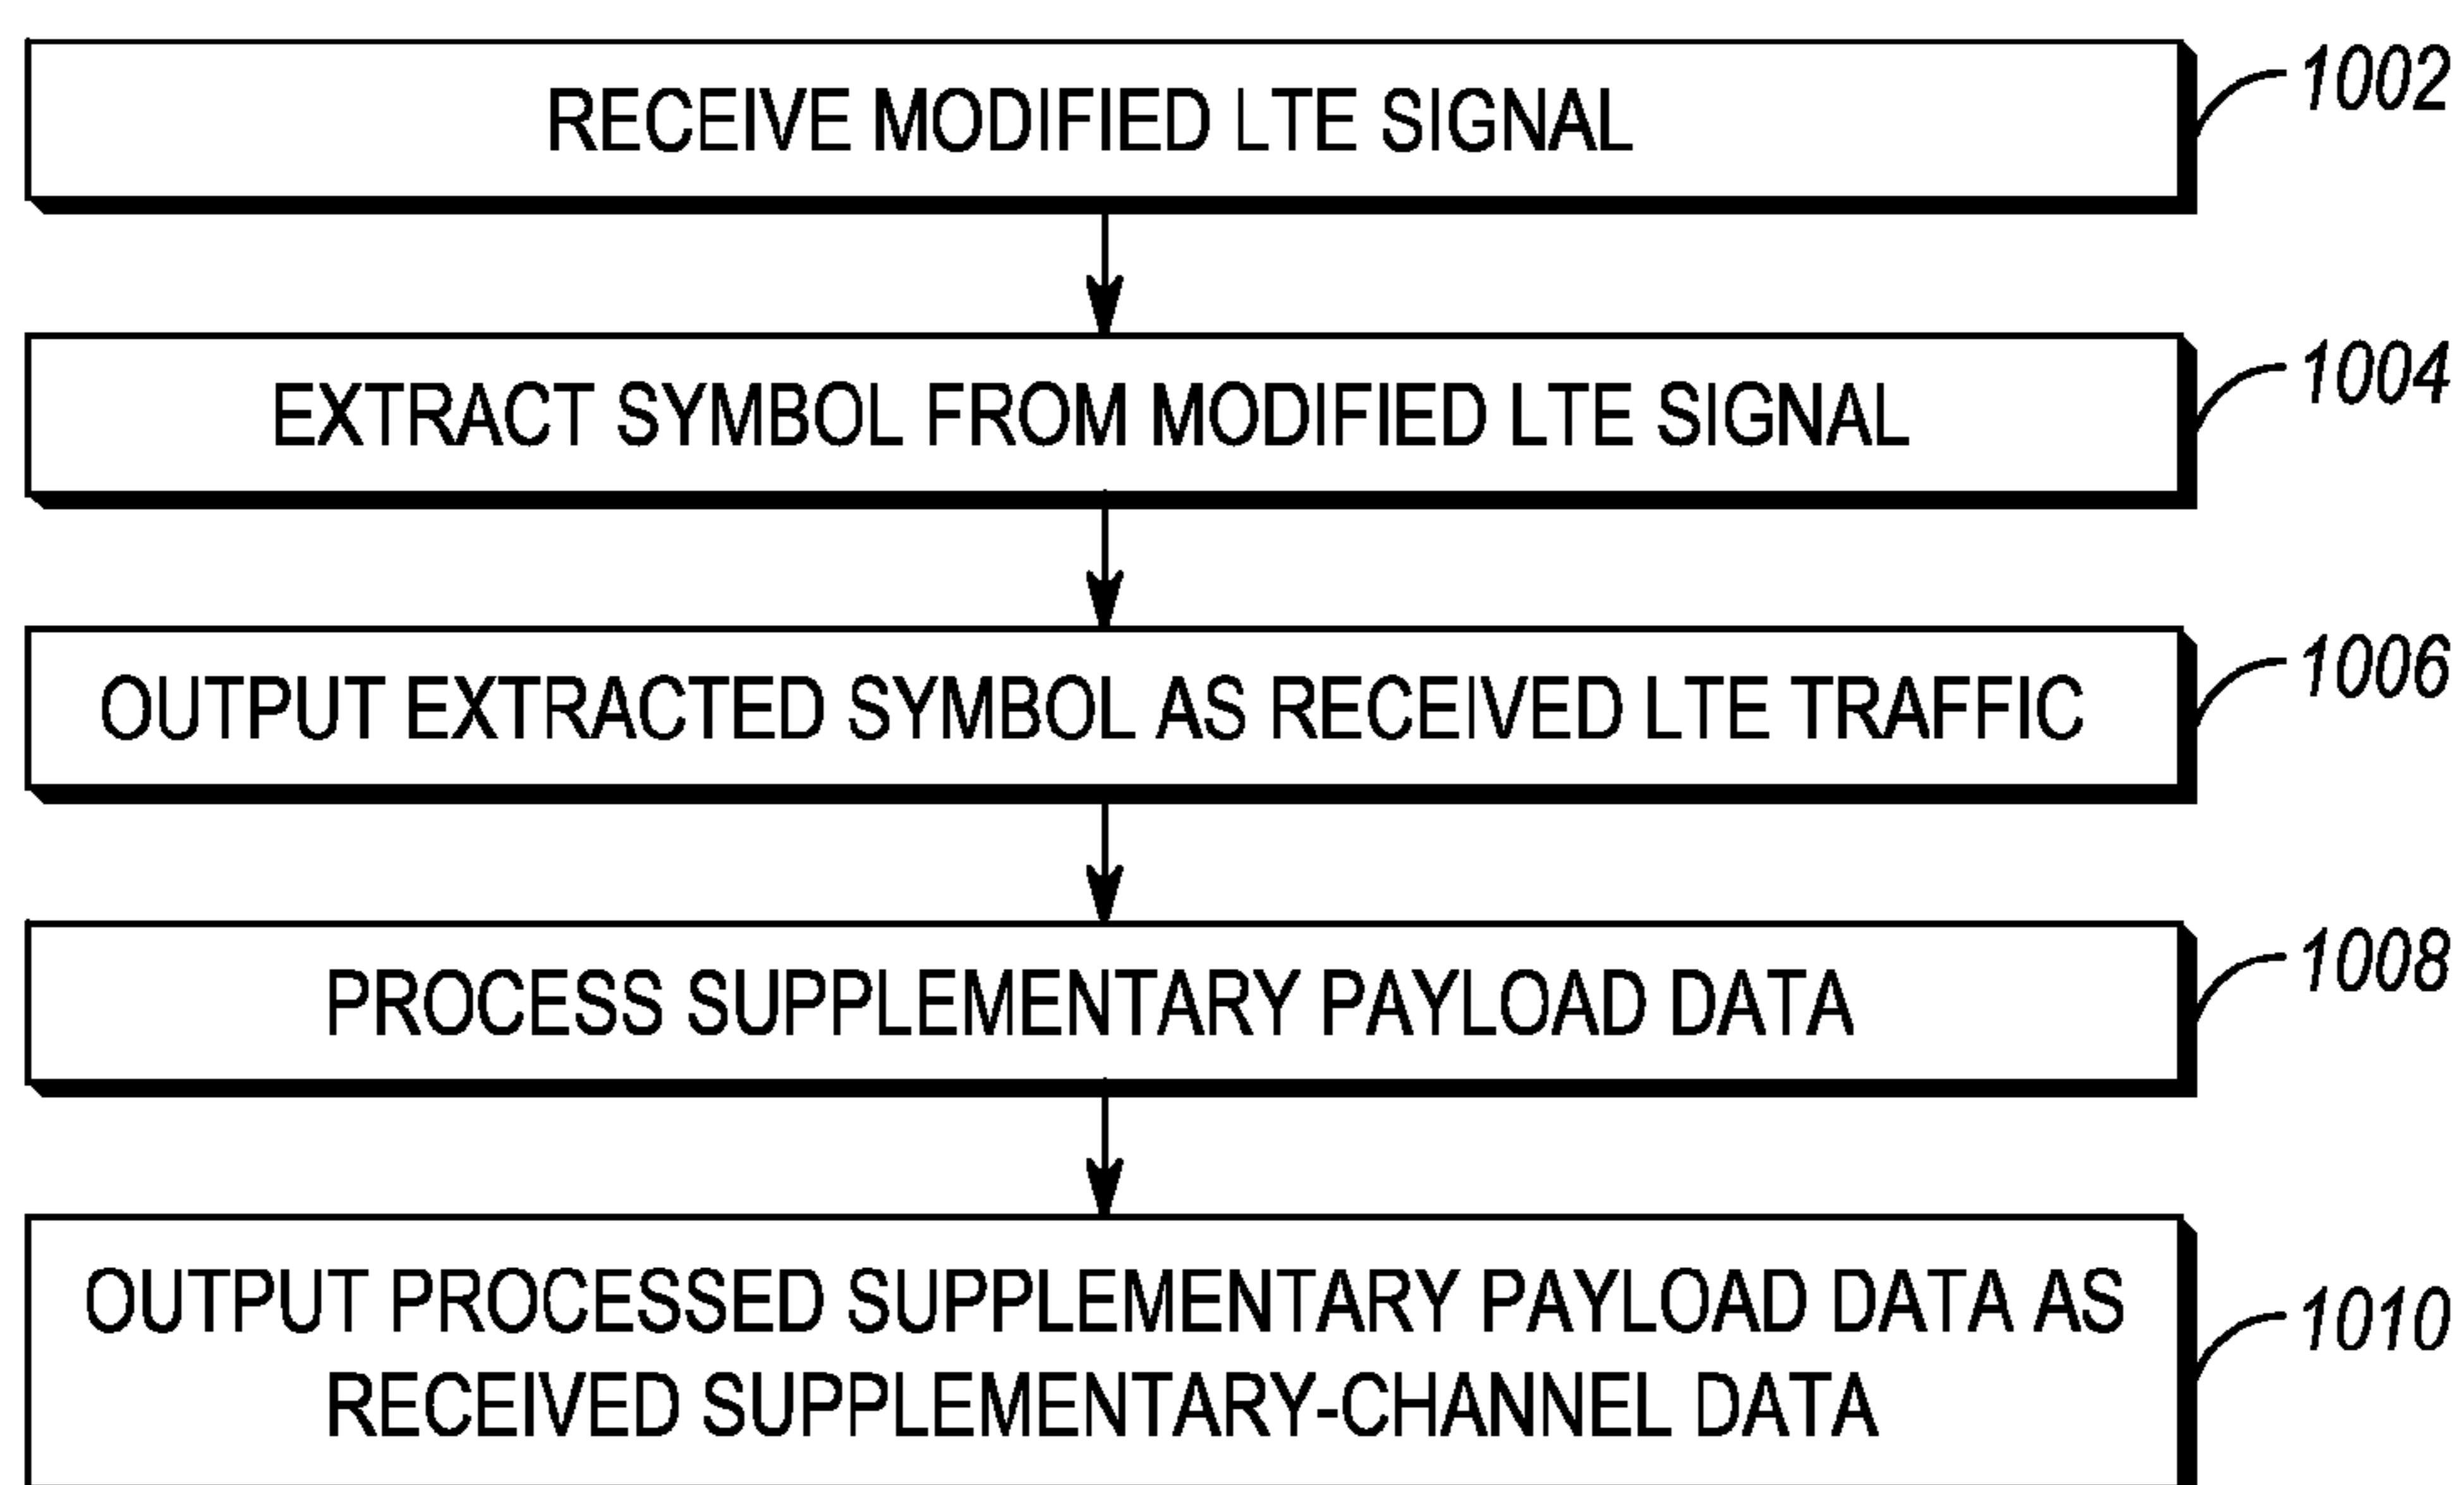 RECEIVE MODIFIED LTE SIGNAL
1002
EXTRACT SYMBOL FROM MODIFIED LTE SIGNAL
1004
OUTPUT EXTRACTED SYMBOL AS RECEIVED LTE TRAFFIC
1006
PROCESS SUPPLEMENTARY PAYLOAD DATA
1008
OUTPUT PROCESSED SUPPLEMENTARY PAYLOAD DATA AS
RECEIVED SUPPLEMENTARY-CHANNEL DATA
1010